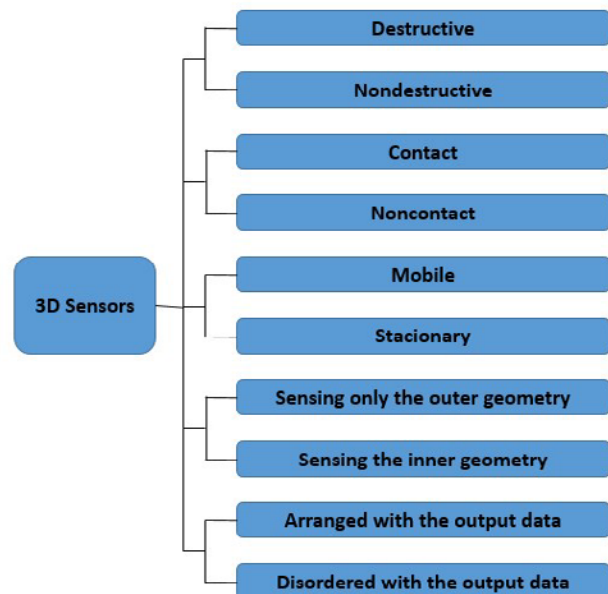 Destructive
Nondestructive
Contact
Noncontact
3D Sensors
Mobile
Stacionary
Sensing only the outer geometry
Sensing the inner geometry
Arranged with the output data
Disordered with the output data